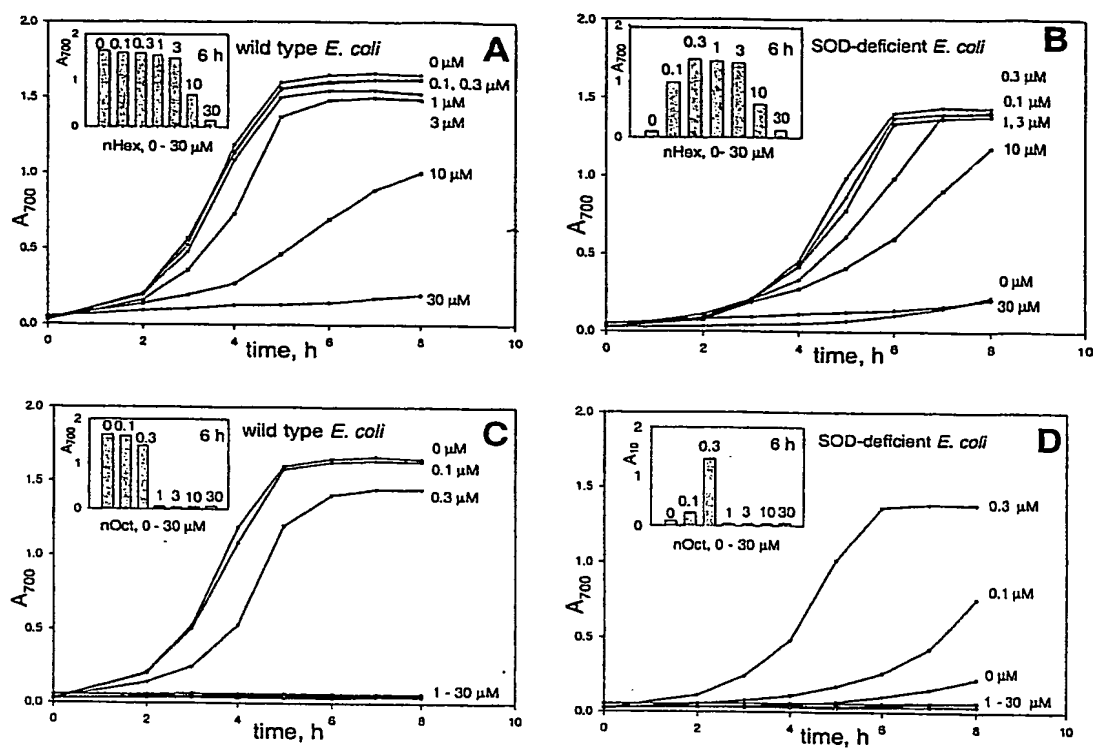 A
wild type E. coli
2.0
1.5
1.0
0.5
0.0
A700
0 2 4 6 8 10
time, h
A700
2
1
0
0 0.1 0.3 1 3 10 30
6 h
nHex, 0 - 30 µM
0 µM
0.1, 0.3 µM
1 µM
3 µM
10 µM
30 µM
B
SOD-deficient E. coli
2.0
1.5
1.0
0.5
0.0
A700
0 2 4 6 8 10
time, h
A700
2
1
0
0 0.1 0.3 1 3 10 30
6 h
nHex, 0-30 µM
0.3 µM
0.1 µM
1, 3 µM
10 µM
0 µM
30 µM
C
wild type E. coli
2.0
1.5
1.0
0.5
0.0
A700
0 2 4 6 8 10
time, h
A700
2
1
0
0 0.1 0.3 1 3 10 30
6 h
nOct, 0-30 µM
0 µM
0.1 µM
0.3 µM
1 - 30 µM
D
SOD-deficient E. coli
2.0
1.5
1.0
0.5
0.0
A700
0 2 4 6 8 10
time, h
A10
2
1
0
0 0.1 0.3 1 3 10 30
6 h
nOct, 0 - 30 µM
0.3 µM
0.1 µM
0 µM
1 - 30 µM